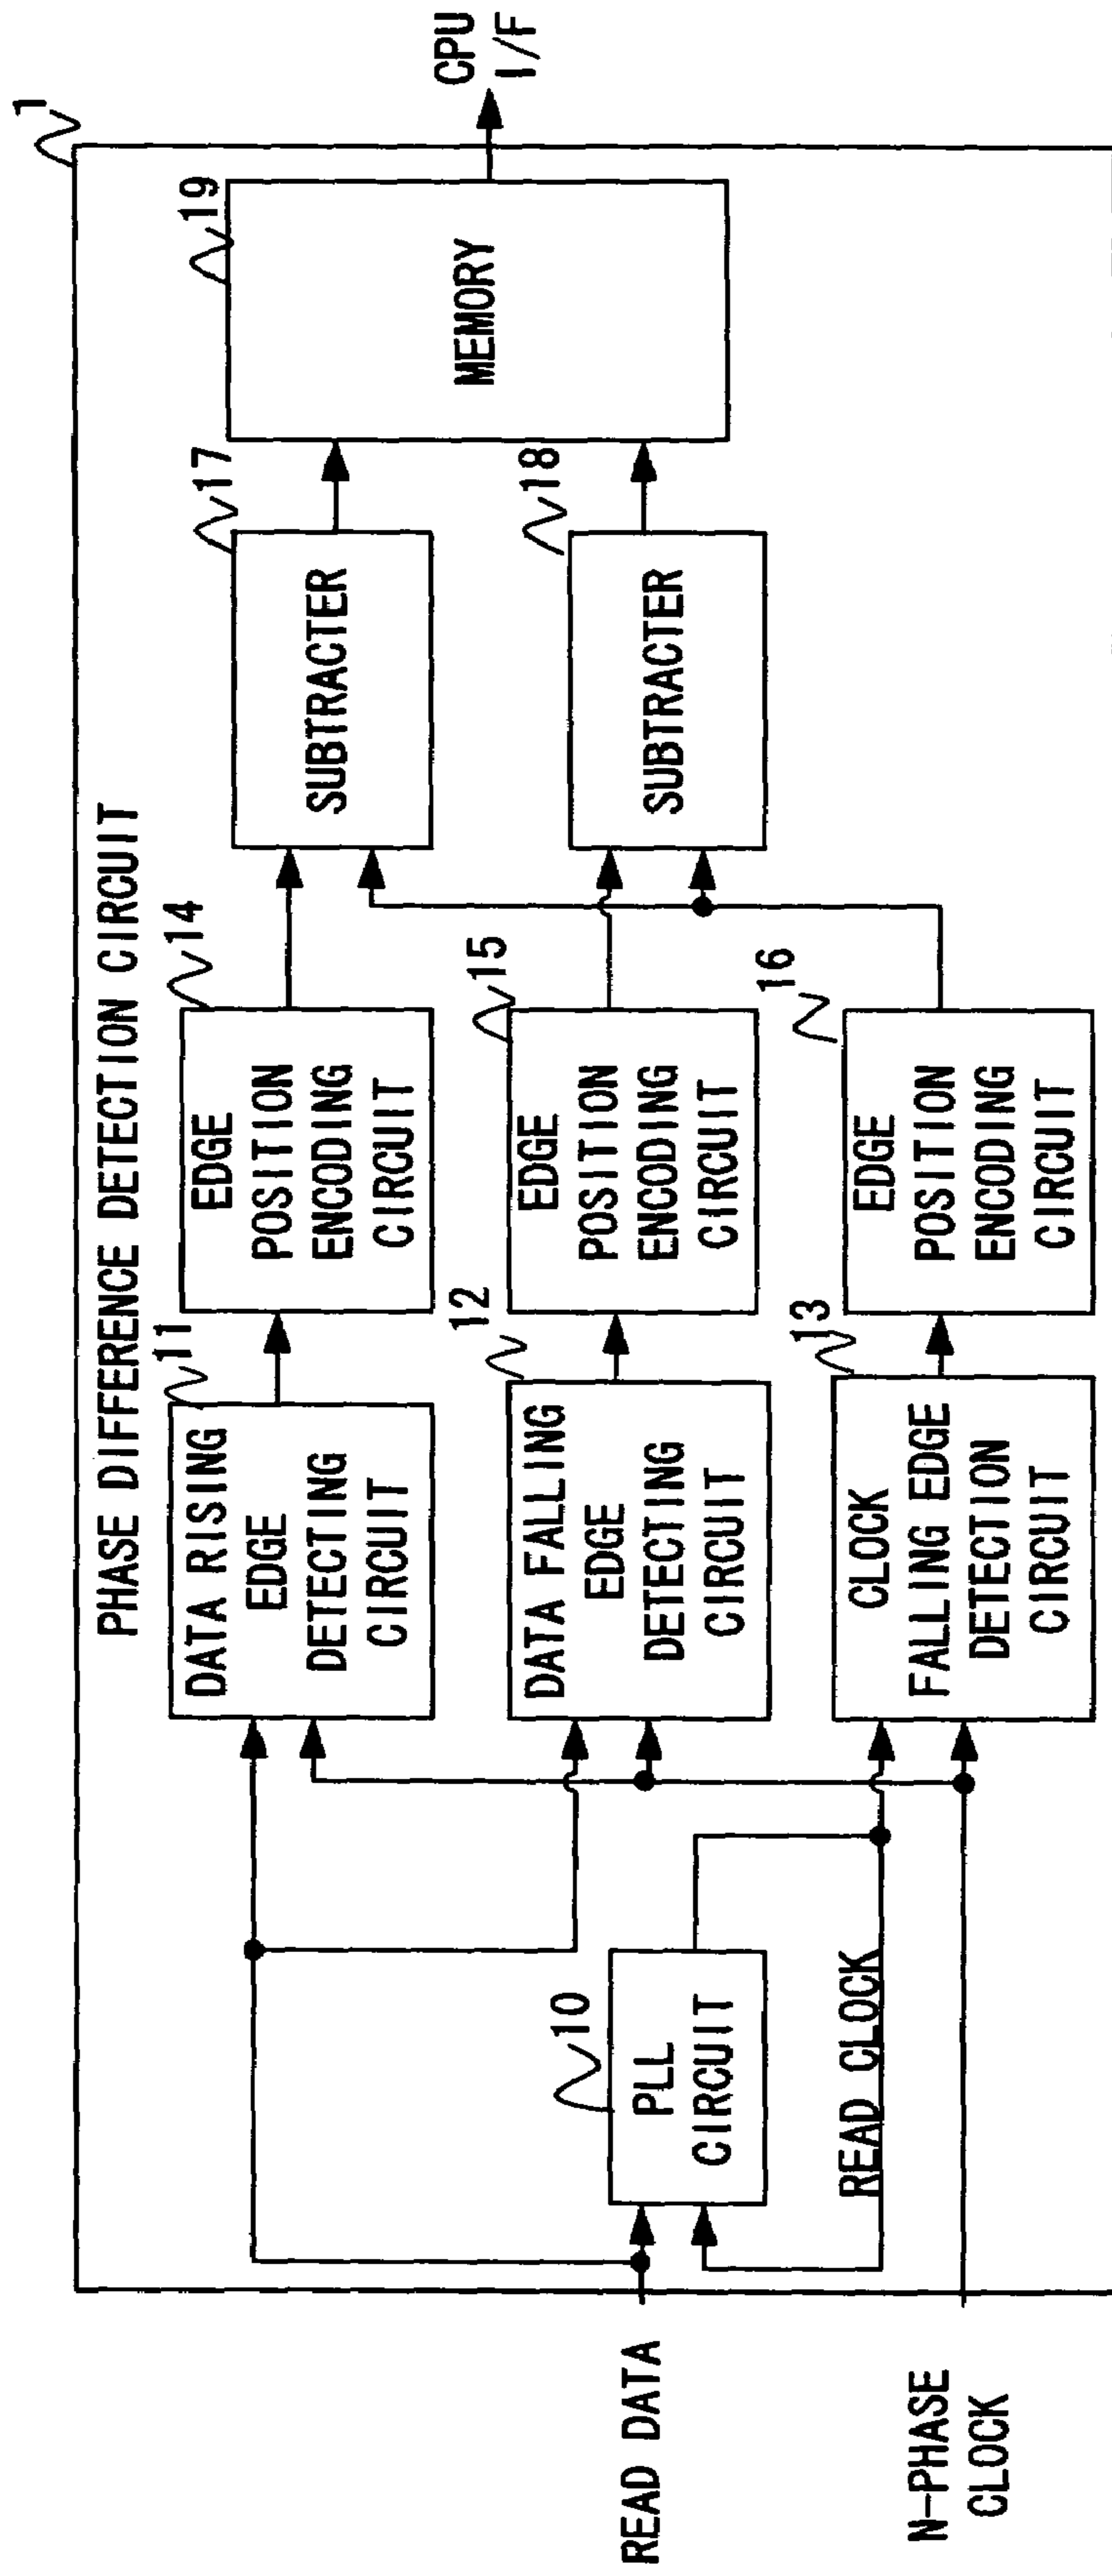 1
PHASE DIFFERENCE DETECTION CIRCUIT
11
DATA RISING
EDGE
DETECTING
CIRCUIT
14
EDGE
POSITION
ENCODING
CIRCUIT
17
SUBTRACTER
19
MEMORY
CPU
I/F
10
PLL
CIRCUIT
READ DATA
12
DATA FALLING
EDGE
DETECTING
CIRCUIT
15
EDGE
POSITION
ENCODING
CIRCUIT
18
SUBTRACTER
READ CLOCK
N-PHASE
CLOCK
13
CLOCK
FALLING EDGE
DETECTION
CIRCUIT
16
EDGE
POSITION
ENCODING
CIRCUIT